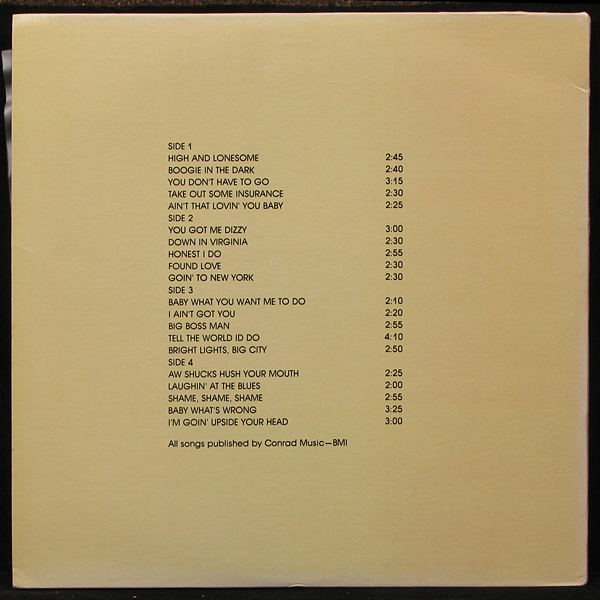 SIDE 1
HIGH AND LONESOME 2:45
BOOGIE IN THE DARK 2:40
YOU DON'T HAVE TO GO 3:15
TAKE OUT SOME INSURANCE 2:30
AIN'T THAT LOVIN' YOU BABY 2:25
SIDE 2
YOU GOT ME DIZZY 3:00
DOWN IN VIRGINIA 2:30
HONEST I DO 2:55
FOUND LOVE 2:30
GOIN' TO NEW YORK 2:30
SIDE 3
BABY WHAT YOU WANT ME TO DO 2:10
I AIN'T GOT YOU 2:20
BIG BOSS MAN 2:55
TELL THE WORLD ID DO 4:10
BRIGHT LIGHTS, BIG CITY 2:50
SIDE 4
AW SHUCKS HUSH YOUR MOUTH 2:25
LAUGHIN' AT THE BLUES 2:00
SHAME, SHAME, SHAME 2:55
BABY WHAT'S WRONG 3:25
I'M GOIN' UPSIDE YOUR HEAD 3:00
All songs published by Conrad Music—BMI